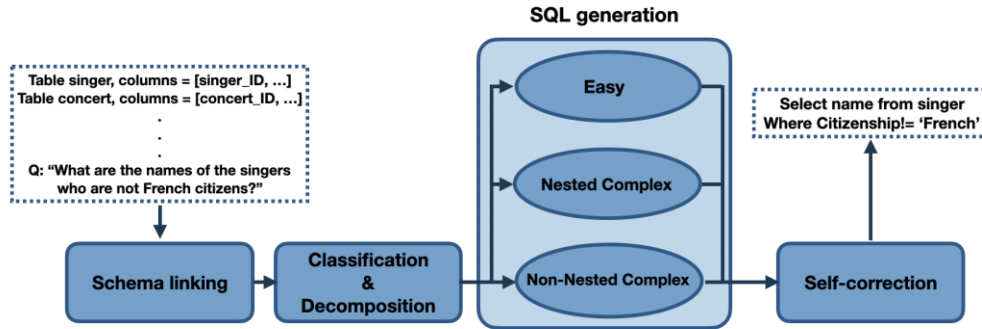 SQL generation
Table singer, columns = [singer_ID, ...]
Table concert, columns = [concert_ID, ...]
.
.
.
Q: “What are the names of the singers
who are not French citizens?”
Easy
Nested Complex
Non-Nested Complex
Select name from singer
Where Citizenship!= ‘French’
Schema linking
Classification
&
Decomposition
Self-correction